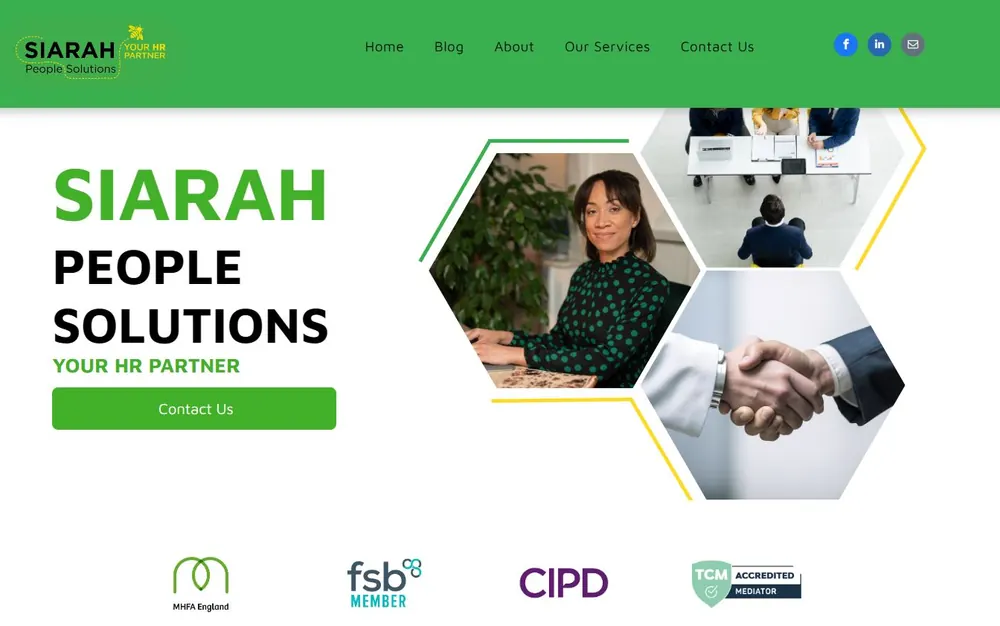 SIARAH
People Solutions
YOUR HR
PARTNER
Home
Blog
About
Our Services
Contact Us
f
in
SIARAH
PEOPLE
SOLUTIONS
YOUR HR PARTNER
Contact Us
MHFA England
fsb
MEMBER
CIPD
TCM
ACCREDITED
MEDIATOR